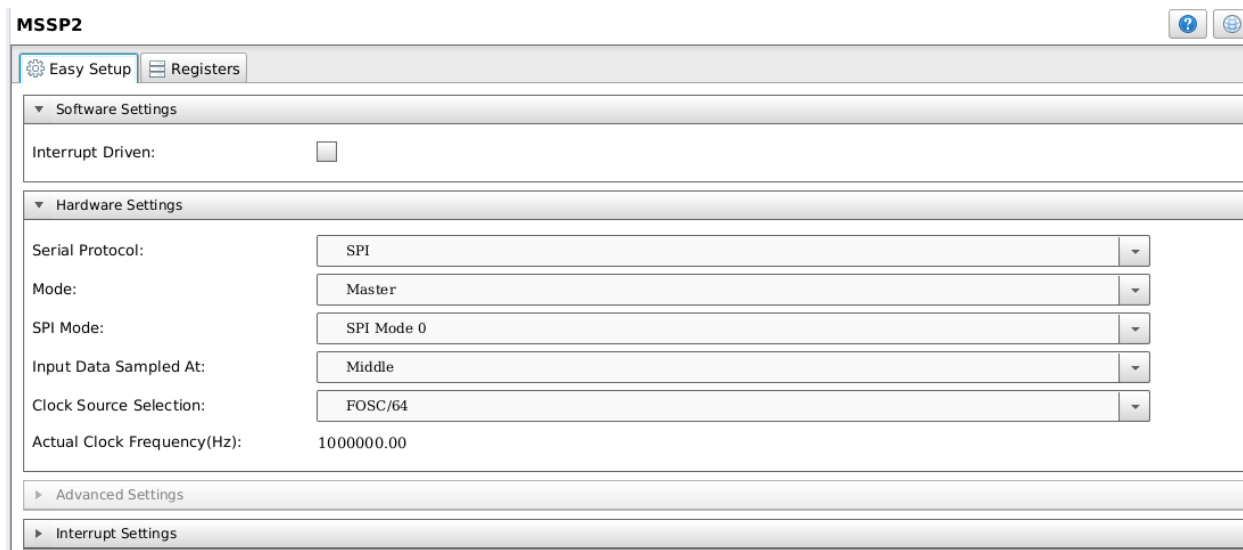 MSSP2
Easy Setup Registers
Software Settings
Interrupt Driven:
Hardware Settings
Serial Protocol: SPI
Mode: Master
SPI Mode: SPI Mode 0
Input Data Sampled At: Middle
Clock Source Selection: FOSC/64
Actual Clock Frequency(Hz): 1000000.00
Advanced Settings
Interrupt Settings